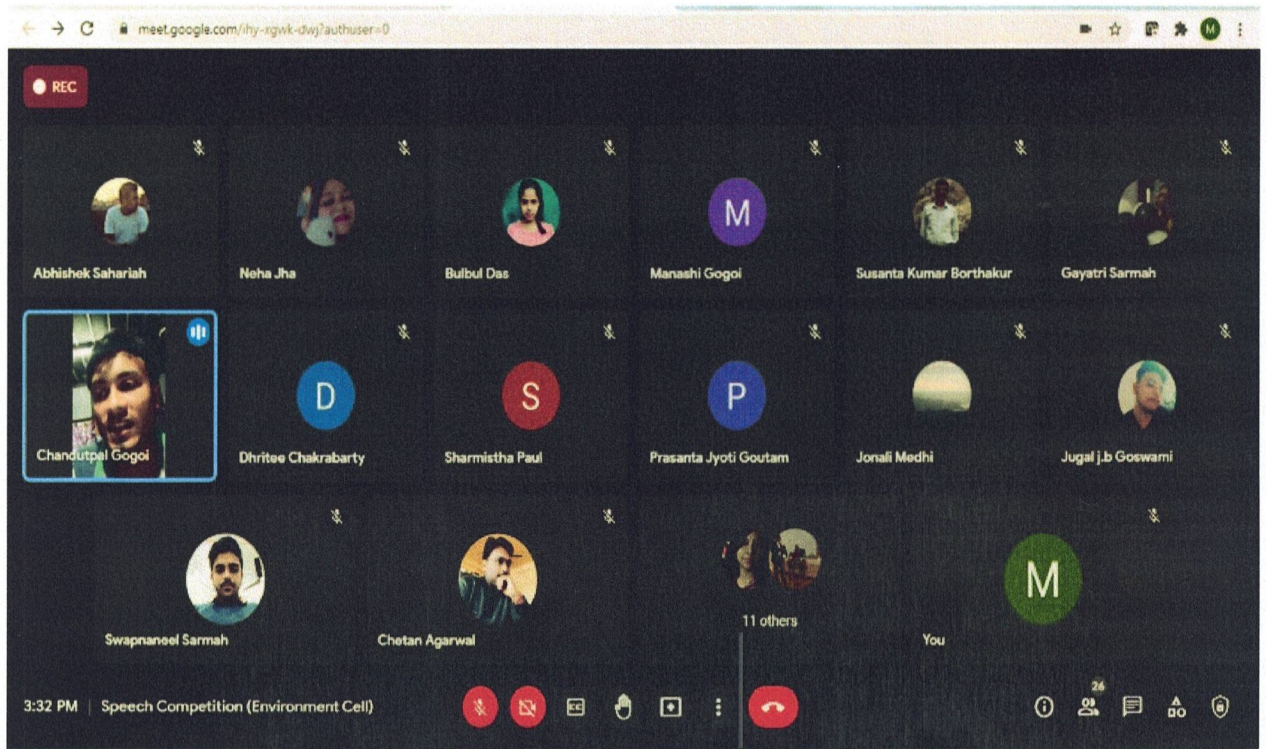 meet.google.com/ihy-rgwk-dwj?authuser=0
M
REC
M
Abhishek Sahariah
Neha Jha
Bulbul Das
Manashi Gogoi
Susanta Kumar Borthakur
Gayatri Sarmah
D
S
P
Chandutpal Gogoi
Dhritee Chakrabarty
Sharmistha Paul
Prasanta Jyoti Goutam
Jonali Medhi
Jugal j.b Goswami
M
11 others
Swapnaneel Sarmah
Chetan Agarwal
You
26
3:32 PM | Speech Competition (Environment Cell)
CC